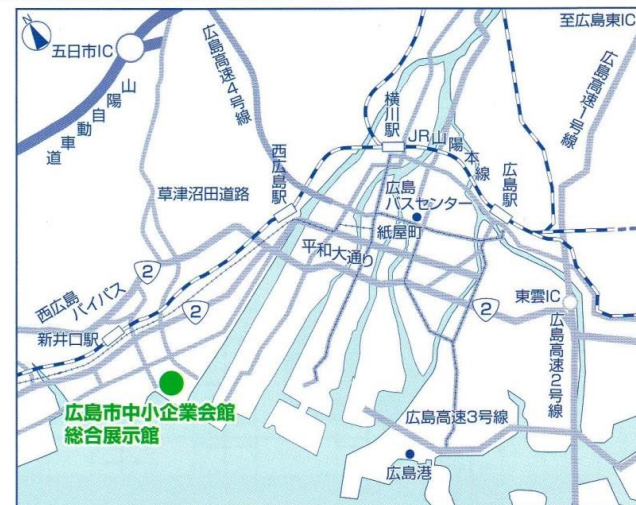 N
五日市IC
山陽自動車道
広島高速4号線
至広島東IC
広島高速1号線
横川駅
JR山陽本線
広島駅
西広島駅
草津沼田道路
広島
バスセンター
紙屋町
平和大通り
2
西広島
バイパス
2
新井口駅
2
東雲IC
広島高速2号線
広島市中小企業会館
総合展示館
広島高速3号線
広島港